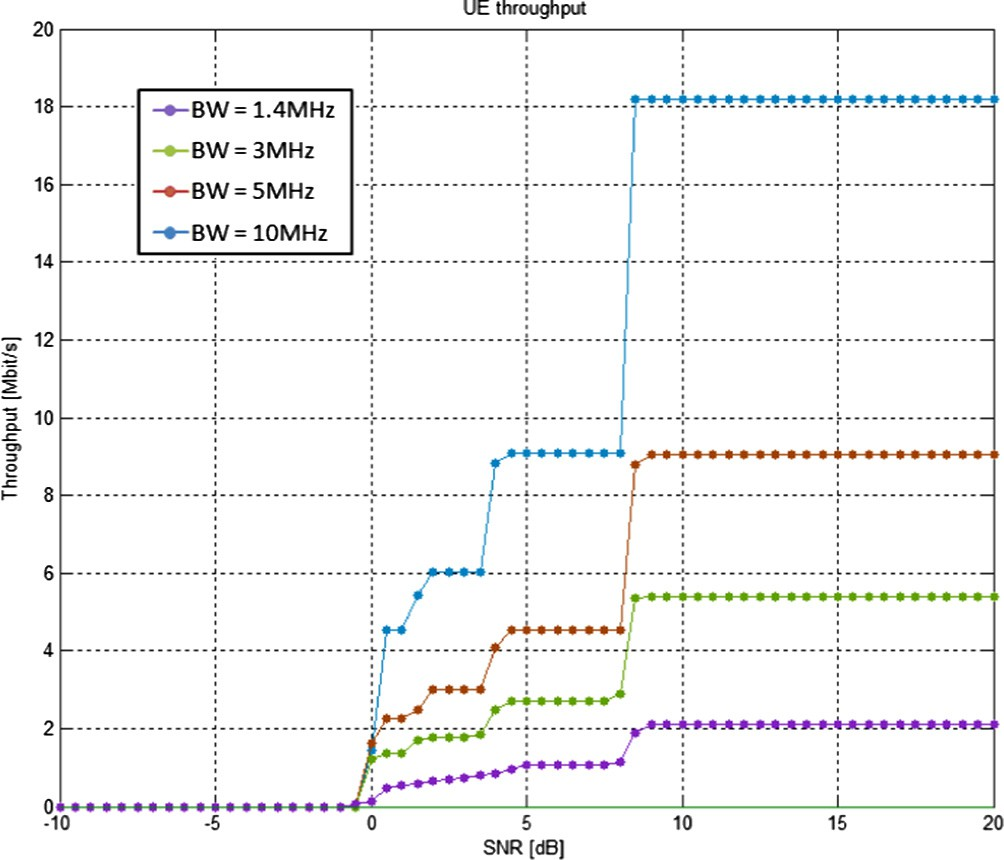 UE throughput
20
18
16
14
12
10
8
6
4
2
0
Throughput [Mbit/s]
BW = 1.4MHz
BW = 3MHz
BW = 5MHz
BW = 10MHz
-10
-5
0
5
10
15
20
SNR [dB]